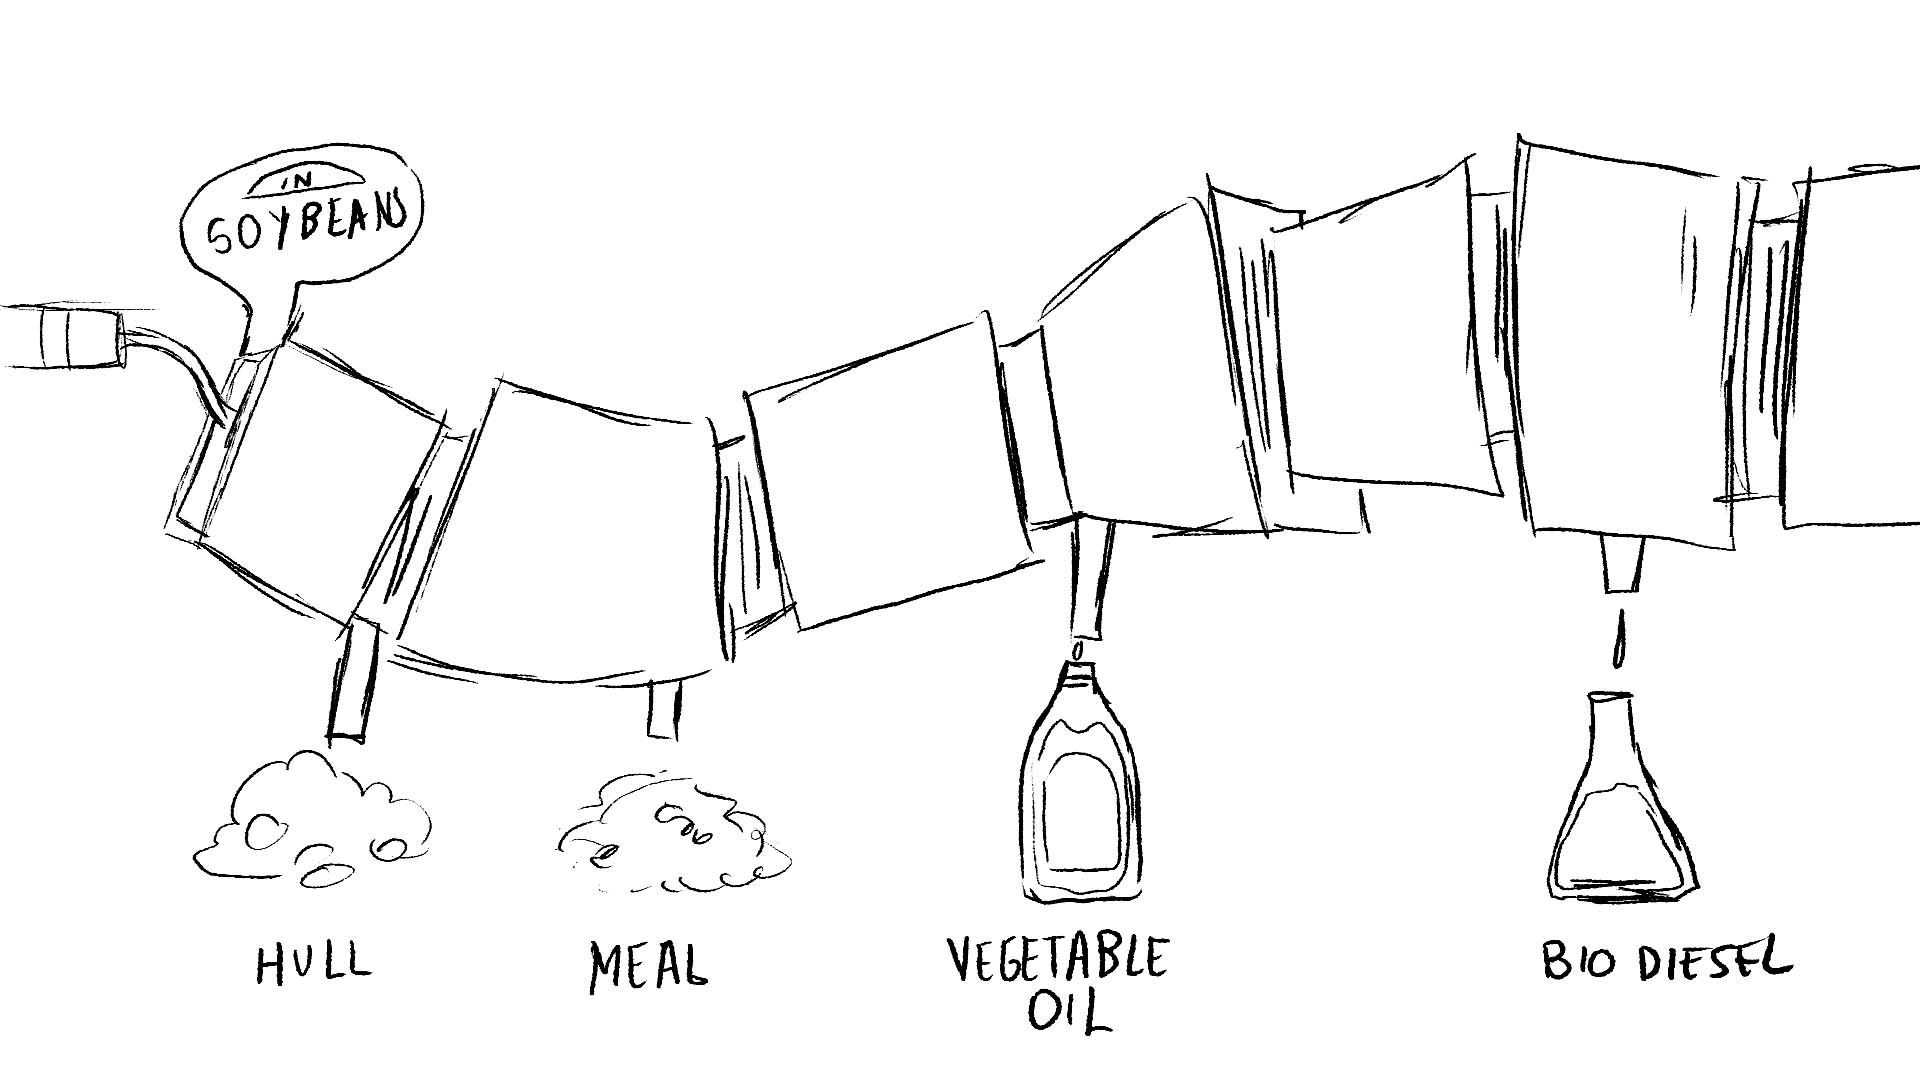 IN
SOYBEANS
HULL
MEAL
VEGETABLE
OIL
BIO DIESEL